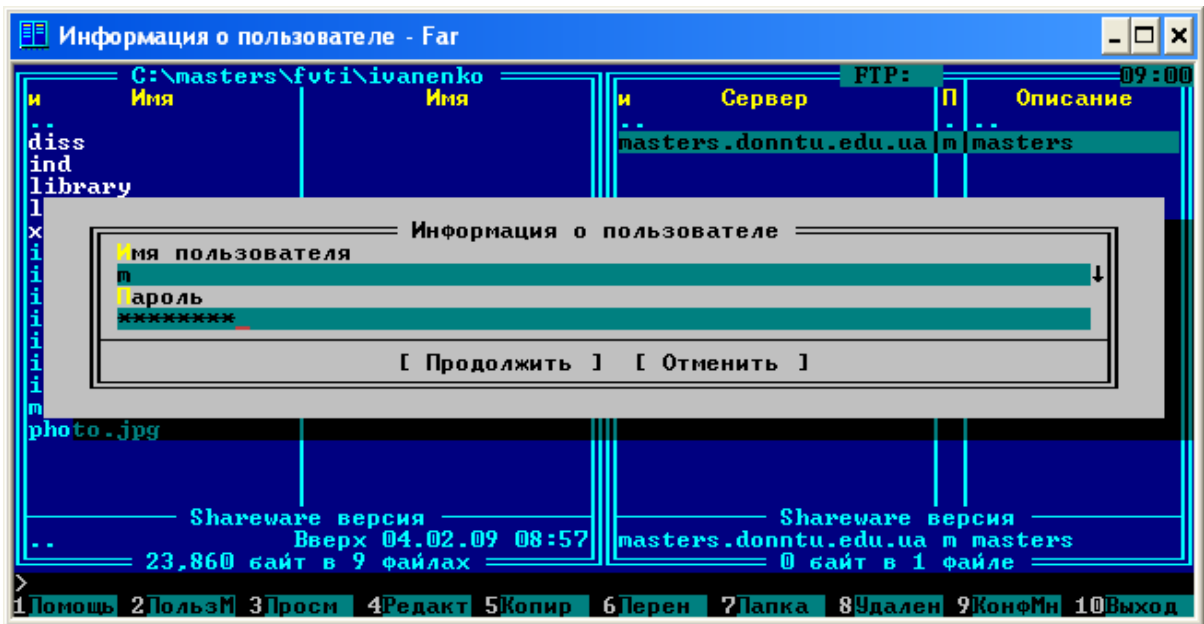 Информация о пользователе - Far
C:\masters\fvti\ivanenko FTP: 09:00
и Имя Имя и Сервер П Описание
.. .. . ..
diss masters.donntu.edu.ua m masters
ind
library
l
x Информация о пользователе
i Имя пользователя
i m
i Пароль
i ********
i
i [ Продолжить ] [ Отменить ]
i
m
photo.jpg
Shareware версия Shareware версия
.. Вверх 04.02.09 08:57 masters.donntu.edu.ua m masters
23,860 байт в 9 файлах 0 байт в 1 файле
>
1Помощь 2ПользМ 3Просм 4Редакт 5Копир 6Перен 7Папка 8Удален 9КонфМн 10Выход